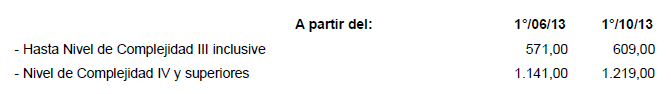 A partir del: 1°/06/13 1°/10/13
- Hasta Nivel de Complejidad III inclusive 571,00 609,00
- Nivel de Complejidad IV y superiores 1.141,00 1.219,00